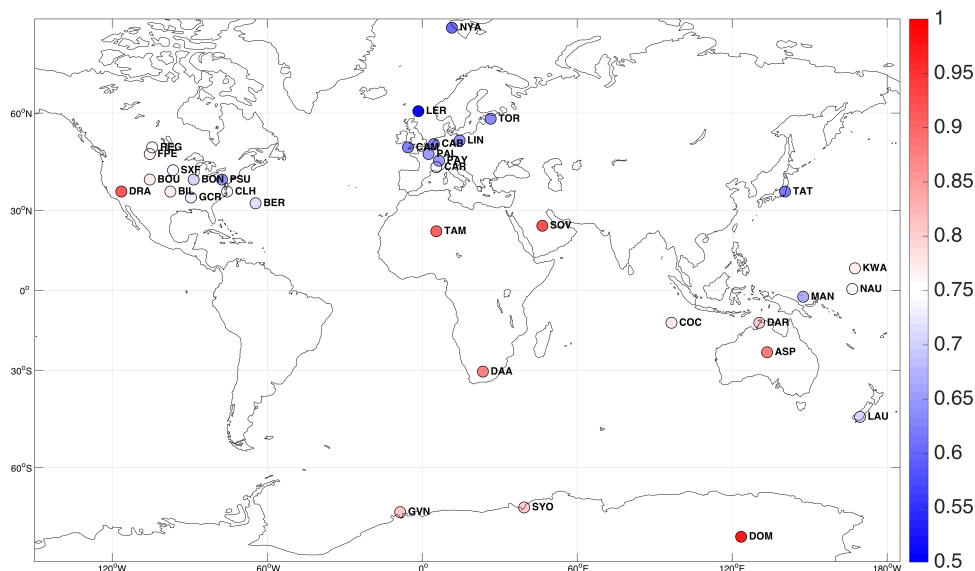 NYA
1
0.95
0.9
0.85
0.8
0.75
0.7
0.65
0.6
0.55
0.5
60°N
30°N
0°
30°S
60°S
120°W
60°W
0°
60°E
120°E
180°W
LER
TOR
LIN
CAB
CAM
PAL
PAY
CAR
REG
FPE
SXF
BOU
BON
PSU
DRA
BIL
GCR
CLH
BER
TAT
TAM
SOV
KWA
NAU
MAN
COC
DAR
ASP
DAA
LAU
GVN
SYO
DOM